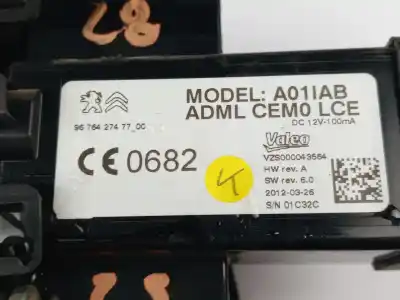 L8
MODEL: A01IAB
ADML CEM0 LCE
DC 12V-100mA
96 764 274 77_00
Valeo
CE 0682
VZS000043564
HW rev. A
SW rev. 6.0
2012-03-26
S/N 01C32C